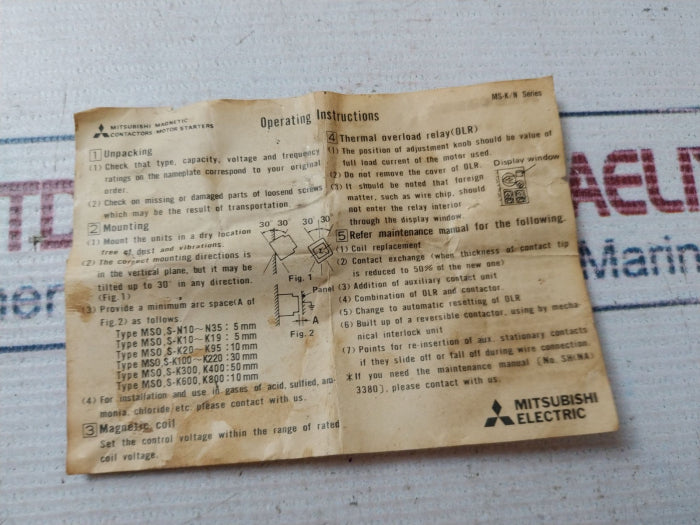 MS-K/N Series
MITSUBISHI MAGNETIC
CONTACTORS MOTOR STARTERS
Operating Instructions
1 Unpacking
(1) Check that type, capacity, voltage and frequency
ratings on the nameplate correspond to your original
order.
(2) Check on missing or damaged parts of loosend screws
which may be the result of transportation.
2 Mounting
(1) Mount the units in a dry location
free of dust and vibrations.
(2) The correct mounting directions is
in the vertical plane, but it may be
tilted up to 30° in any direction.
(Fig. 1)
(3) Provide a minimum arc space(A of
Fig. 2) as follows.
Type MSO,S-N10~N35: 5mm
Type MSO,S-K10~K19: 5mm
Type MSO,S-K20~K95:10mm
Type MSO,S-K100~K220:30mm
Type MSO,S-K300,K400:50mm
Type MSO,S-K600,K800:10mm
30° 30° 30°
Fig. 1
Panel
A
Fig. 2
(4) For installation and use in gases of acid, sulfied, am-
monia, chloride etc. please contact with us.
3 Magnetic coil
Set the control voltage within the range of rated
coil voltage.
4 Thermal overload relay(OLR)
(1) The position of adjustment knob should be value of
full load current of the motor used.
(2) Do not remove the cover of OLR.
(3) It should be noted that foreign
matter, such as wire chip, should
not enter the relay interior
through the display window.
Display window
5 Refer maintenance manual for the following.
(1) Coil replacement
(2) Contact exchange (when thickness of contact tip
is reduced to 50% of the new one)
(3) Addition of auxiliary contact unit
(4) Combination of OLR and contactor.
(5) Change to automatic resetting of OLR
(6) Built up of a reversible contactor, using by mecha-
nical interlock unit
(7) Points for re-insertion of aux. stationary contacts
if they slide off or fall off during wire connection.
*If you need the maintenance manual [No. SH(NA)
3380], please contact with us.
MITSUBISHI
ELECTRIC
AELI
Marin